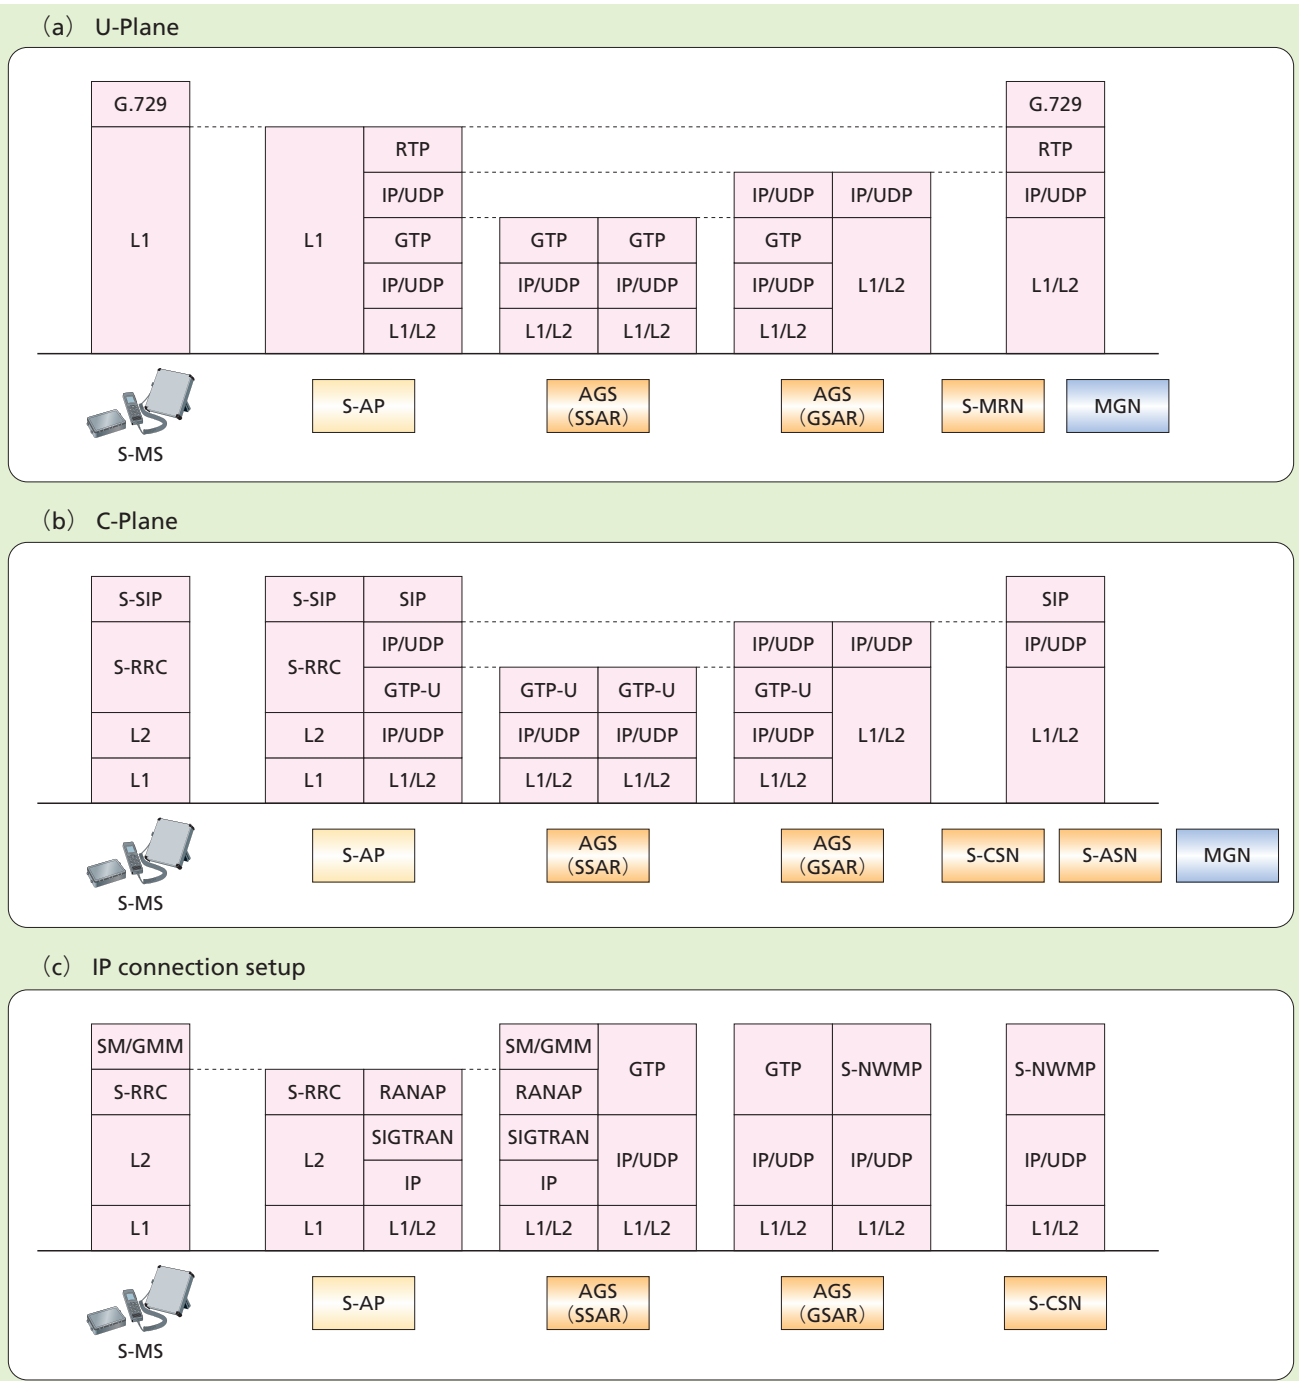 (a) U-Plane
G.729 G.729
RTP RTP
IP/UDP IP/UDP IP/UDP IP/UDP
L1 L1 GTP GTP GTP GTP
IP/UDP IP/UDP IP/UDP IP/UDP L1/L2 L1/L2
L1/L2 L1/L2 L1/L2 L1/L2
S-AP AGS (SSAR) AGS (GSAR) S-MRN MGN
S-MS
(b) C-Plane
S-SIP S-SIP SIP SIP
IP/UDP IP/UDP IP/UDP IP/UDP
S-RRC S-RRC
GTP-U GTP-U GTP-U GTP-U
L2 L2 IP/UDP IP/UDP IP/UDP IP/UDP L1/L2 L1/L2
L1 L1 L1/L2 L1/L2 L1/L2 L1/L2
S-AP AGS (SSAR) AGS (GSAR) S-CSN S-ASN MGN
S-MS
(c) IP connection setup
SM/GMM SM/GMM
GTP GTP S-NWMP S-NWMP
S-RRC S-RRC RANAP RANAP
SIGTRAN SIGTRAN
L2 L2 IP/UDP IP/UDP IP/UDP IP/UDP
IP IP
L1 L1 L1/L2 L1/L2 L1/L2 L1/L2 L1/L2 L1/L2
S-AP AGS (SSAR) AGS (GSAR) S-CSN
S-MS